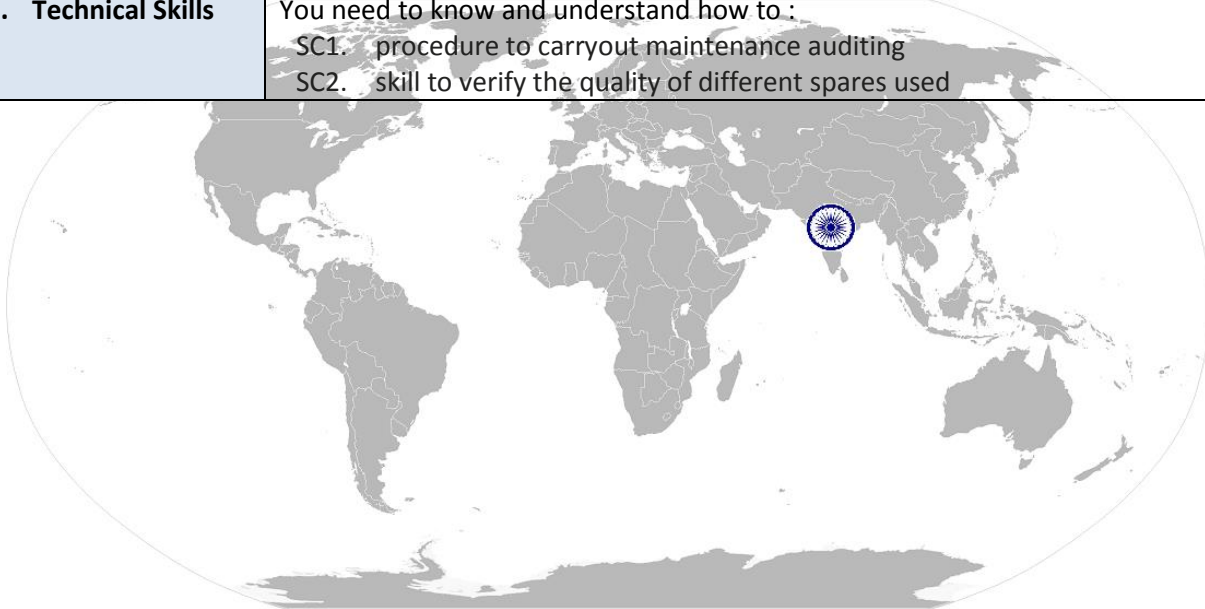 . Technical Skills
You need to know and understand how to :
SC1. procedure to carryout maintenance auditing
SC2. skill to verify the quality of different spares used